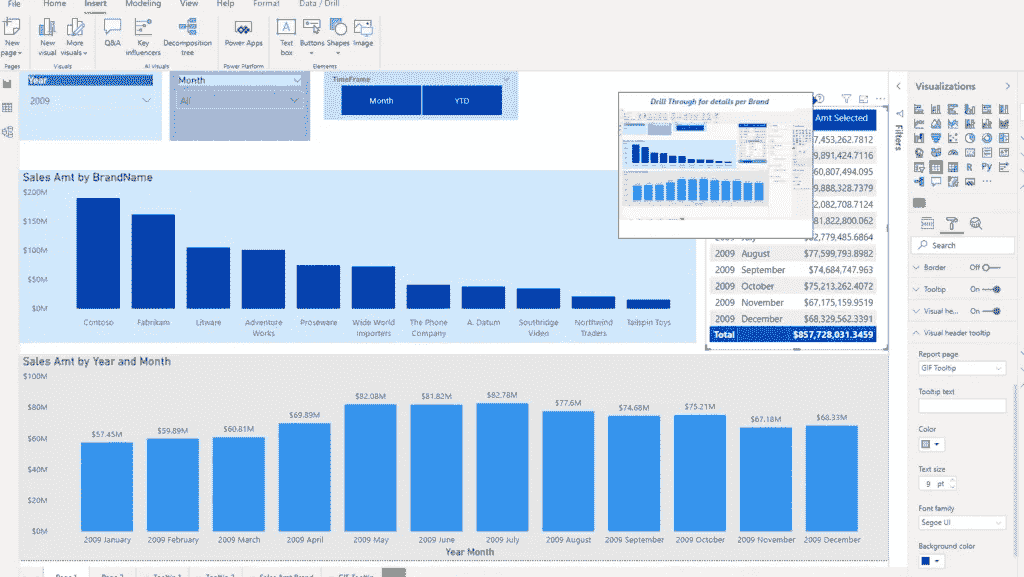 File Home Insert Modeling View Help Format Data / Drill
New page
New visual
More visuals
Q&A
Key influencers
Decomposition tree
Power Apps
Text box
Buttons
Shapes
Image
Pages
Visuals
AI Visuals
Power Platform
Elements
Year
2009
Month
All
TimeFrame
Month YTD
Drill Through for details per Brand
Amt Selected
7,453,262.7812
9,891,424.7116
60,807,494.095
9,888,328.7379
2,082,708.7124
81,822,800.062
2009 July 82,779,485.6864
2009 August $77,599,793.8982
2009 September $74,684,747.963
2009 October $75,213,262.4072
2009 November $67,175,159.9519
2009 December $68,329,562.3391
Total $857,728,031.3459
Sales Amt by BrandName
$200M
$150M
$100M
$50M
$0M
Contoso
Fabrikam
Litware
Adventure Works
Proseware
Wide World Importers
The Phone Company
A. Datum
Southridge Video
Northwind Traders
Tailspin Toys
Sales Amt by Year and Month
$100M
$80M
$60M
$40M
$20M
$0M
$57.45M
$59.89M
$60.81M
$69.89M
$82.08M
$81.82M
$82.78M
$77.6M
$74.68M
$75.21M
$67.18M
$68.33M
2009 January
2009 February
2009 March
2009 April
2009 May
2009 June
2009 July
2009 August
2009 September
2009 October
2009 November
2009 December
Year Month
Page 1
Page 2
Tooltip 1
Tooltip 2
Sales Amt Brand
GIF Tooltip
Filters
Visualizations
R Py
Search
Border Off
Tooltip On
Visual he... On
Visual header tooltip
Report page
GIF Tooltip
Tooltip text
Color
Text size
9 pt
Font family
Segoe UI
Background color